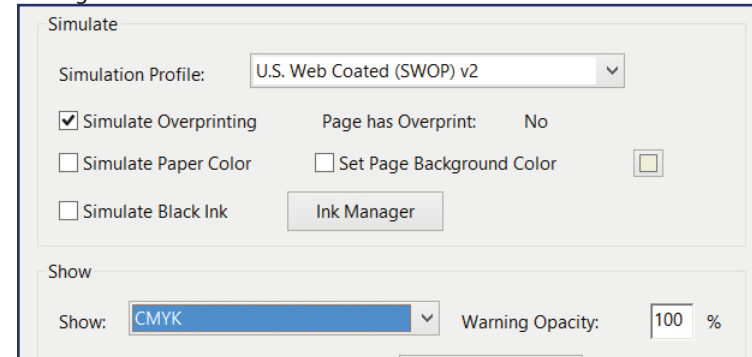 Simulate
Simulation Profile: U.S. Web Coated (SWOP) v2
Simulate Overprinting Page has Overprint: No
Simulate Paper Color Set Page Background Color
Simulate Black Ink Ink Manager
Show
Show: CMYK Warning Opacity: 100 %